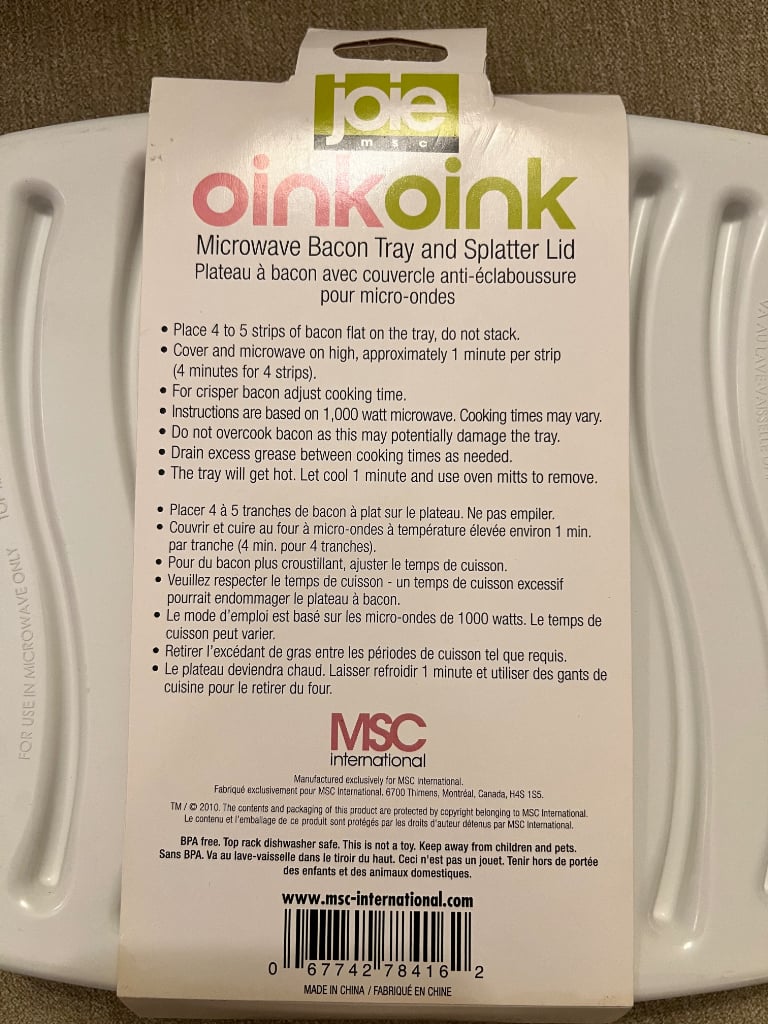 joie
msc
oinkoink
Microwave Bacon Tray and Splatter Lid
Plateau à bacon avec couvercle anti-éclaboussure
pour micro-ondes
• Place 4 to 5 strips of bacon flat on the tray, do not stack.
• Cover and microwave on high, approximately 1 minute per strip
(4 minutes for 4 strips).
• For crisper bacon adjust cooking time.
• Instructions are based on 1,000 watt microwave. Cooking times may vary.
• Do not overcook bacon as this may potentially damage the tray.
• Drain excess grease between cooking times as needed.
• The tray will get hot. Let cool 1 minute and use oven mitts to remove.
• Placer 4 à 5 tranches de bacon à plat sur le plateau. Ne pas empiler.
• Couvrir et cuire au four à micro-ondes à température élevée environ 1 min.
par tranche (4 min. pour 4 tranches).
• Pour du bacon plus croustillant, ajuster le temps de cuisson.
• Veuillez respecter le temps de cuisson - un temps de cuisson excessif
pourrait endommager le plateau à bacon.
• Le mode d'emploi est basé sur les micro-ondes de 1000 watts. Le temps de
cuisson peut varier.
• Retirer l'excédant de gras entre les périodes de cuisson tel que requis.
• Le plateau deviendra chaud. Laisser refroidir 1 minute et utiliser des gants de
cuisine pour le retirer du four.
MSC
international
Manufactured exclusively for MSC International.
Fabriqué exclusivement pour MSC International. 6700 Thimens, Montréal, Canada, H4S 1S5.
TM / © 2010. The contents and packaging of this product are protected by copyright belonging to MSC International.
Le contenu et l'emballage de ce produit sont protégés par les droits d'auteur détenus par MSC International.
BPA free. Top rack dishwasher safe. This is not a toy. Keep away from children and pets.
Sans BPA. Va au lave-vaisselle dans le tiroir du haut. Ceci n'est pas un jouet. Tenir hors de portée
des enfants et des animaux domestiques.
www.msc-international.com
0 67742 78416 2
MADE IN CHINA / FABRIQUÉ EN CHINE
FOR USE IN MICROWAVE ONLY
VA AU LAVE-VAISSELLE